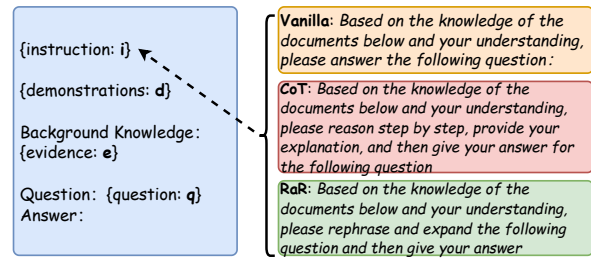 {instruction: i}
{demonstrations: d}
Background Knowledge:
{evidence: e}
Question: {question: q}
Answer:
Vanilla: Based on the knowledge of the
documents below and your understanding,
please answer the following question:
CoT: Based on the knowledge of the
documents below and your understanding,
please reason step by step, provide your
explanation, and then give your answer for
the following question
RaR: Based on the knowledge of the
documents below and your understanding,
please rephrase and expand the following
question and then give your answer